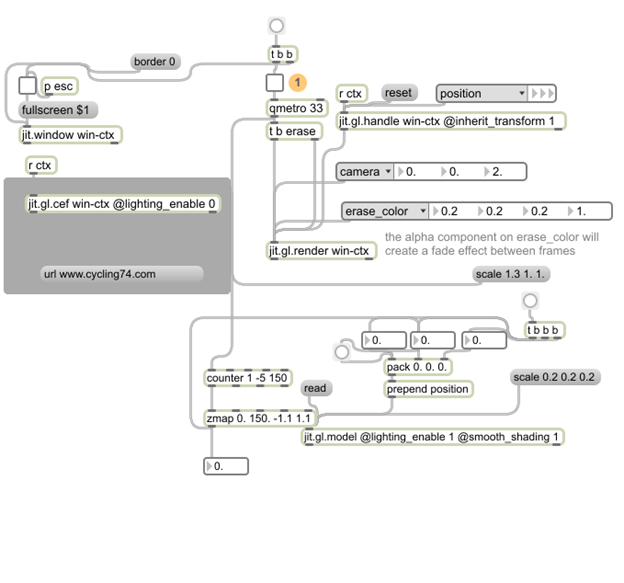 border 0
t b b
p esc
1
fullscreen $1
r ctx
reset
position
qmetro 33
jit.gl.handle win-ctx @inherit_transform 1
jit.window win-ctx
t b erase
r ctx
camera 0. 0. 2.
jit.gl.cef win-ctx @lighting_enable 0
erase_color 0.2 0.2 0.2 1.
the alpha component on erase_color will
create a fade effect between frames
jit.gl.render win-ctx
url www.cycling74.com
scale 1.3 1. 1.
t b b b
0. 0. 0.
pack 0. 0. 0.
counter 1 -5 150
scale 0.2 0.2 0.2
read
prepend position
zmap 0. 150. -1.1 1.1
jit.gl.model @lighting_enable 1 @smooth_shading 1
0.